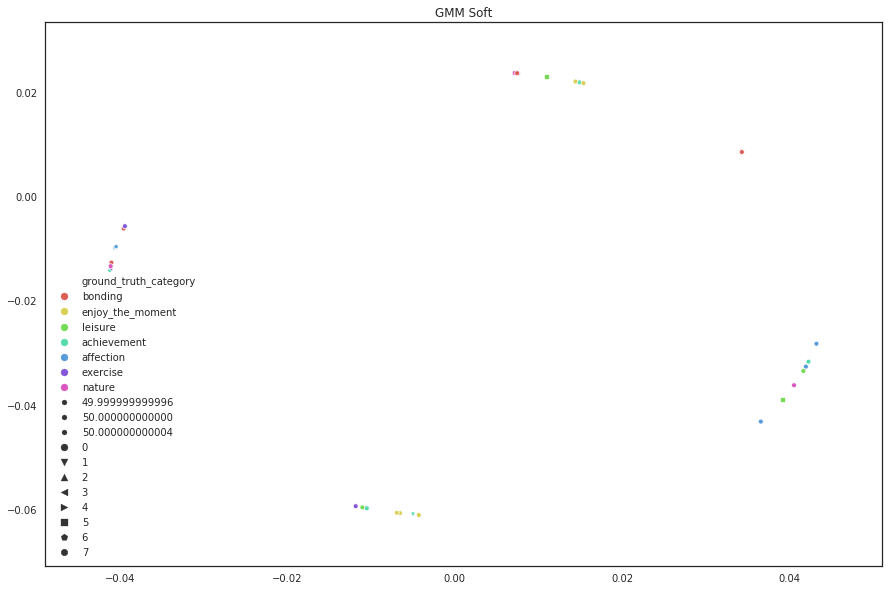 GMM Soft
0.02
0.00
−0.02
−0.04
−0.06
ground_truth_category
bonding
enjoy_the_moment
leisure
achievement
affection
exercise
nature
49.999999999996
50.000000000000
50.000000000004
0
1
2
3
4
5
6
7
−0.04
−0.02
0.00
0.02
0.04